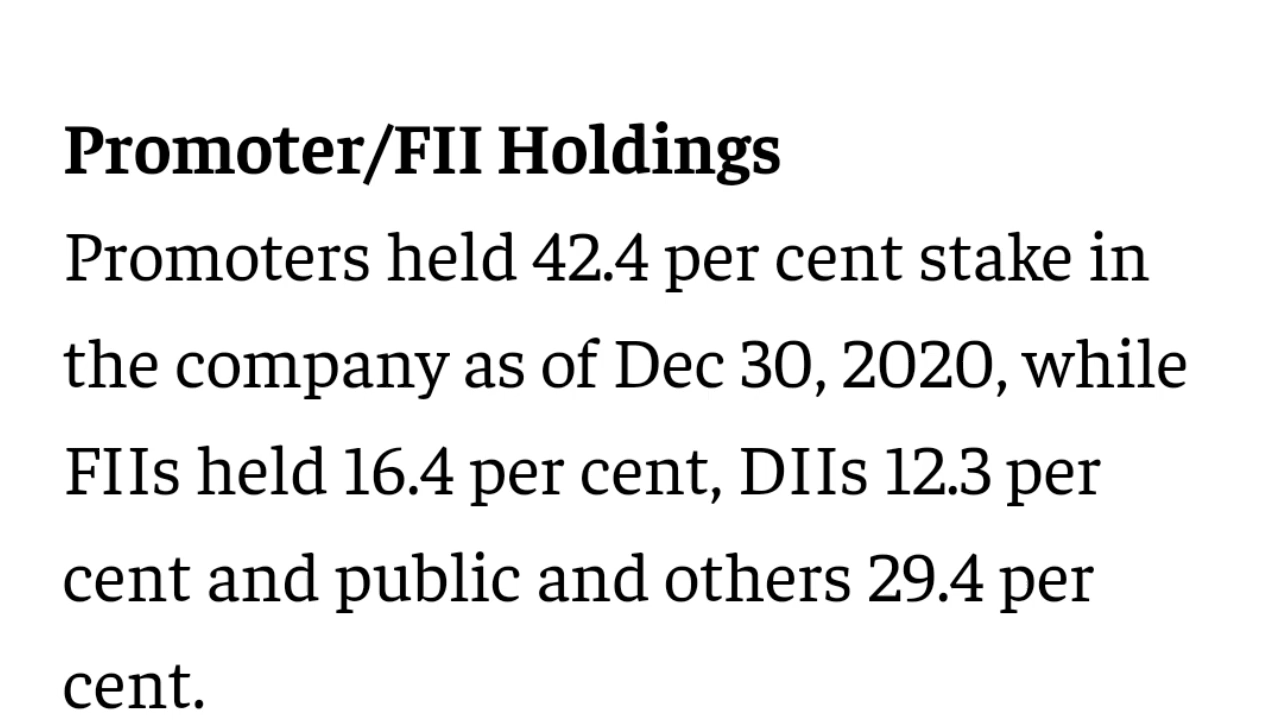 Promoter/FII Holdings
Promoters held 42.4 per cent stake in
the company as of Dec 30, 2020, while
FIIs held 16.4 per cent, DIIs 12.3 per
cent and public and others 29.4 per
cent.